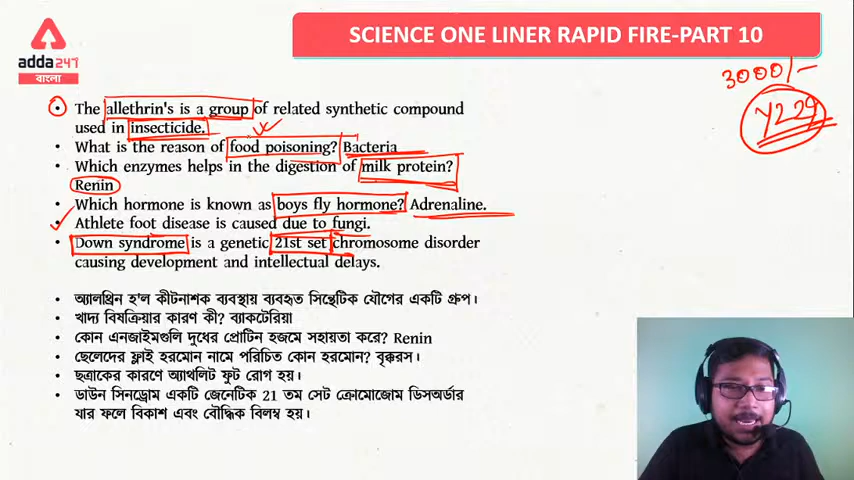 adda247
বাংলা
SCIENCE ONE LINER RAPID FIRE-PART 10
3000/-
Y229
• The allethrin's is a group of related synthetic compound
used in insecticide.
• What is the reason of food poisoning? Bacteria
• Which enzymes helps in the digestion of milk protein?
Renin
• Which hormone is known as boys fly hormone? Adrenaline.
• Athlete foot disease is caused due to fungi.
• Down syndrome is a genetic 21st set chromosome disorder
causing development and intellectual delays.
• অ্যালথ্রিন হ'ল কীটনাশক ব্যবস্থায় ব্যবহৃত সিন্থেটিক যৌগের একটি গ্রুপ।
• খাদ্য বিষক্রিয়ার কারণ কী? ব্যাকটেরিয়া
• কোন এনজাইমগুলি দুধের প্রোটিন হজমে সহায়তা করে? Renin
• ছেলেদের ফ্লাই হরমোন নামে পরিচিত কোন হরমোন? বৃক্করস।
• ছত্রাকের কারণে অ্যাথলিট ফুট রোগ হয়।
• ডাউন সিনড্রোম একটি জেনেটিক 21 তম সেট ক্রোমোজোম ডিসঅর্ডার
যার ফলে বিকাশ এবং বৌদ্ধিক বিলম্ব হয়।